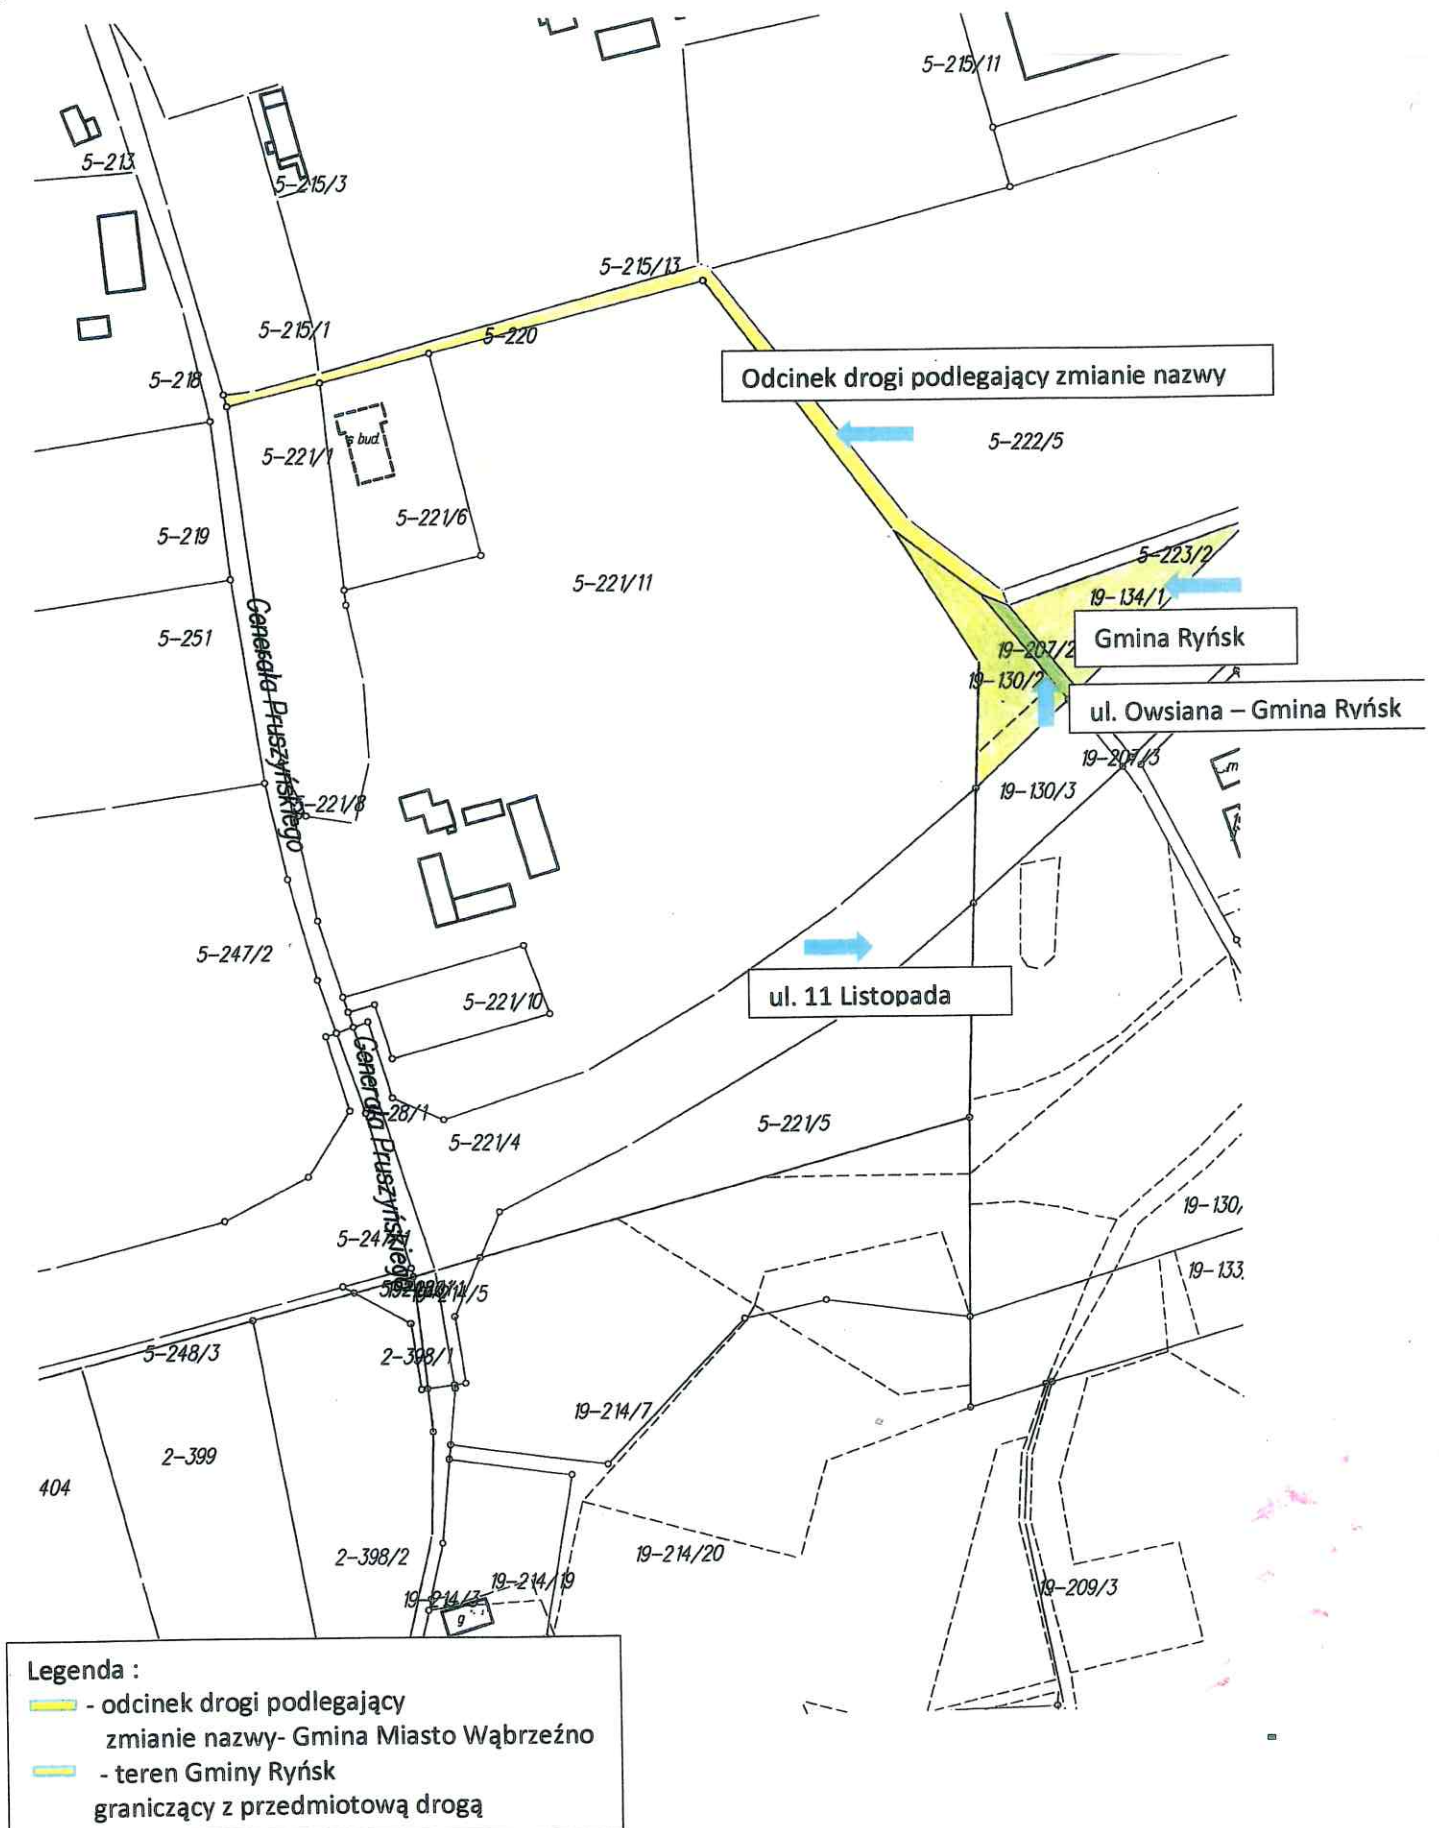 5-215/11
5-213
5-215/3
5-215/13
5-215/1
5-220
Odcinek drogi podlegający zmianie nazwy
5-218
5-222/5
s bud.
5-221/1
5-221/6
5-219
5-223/2
5-221/11
19-134/1
Generała Pruszyńskiego
5-251
Gmina Ryńsk
19-207/2
19-130/2
ul. Owsiana – Gmina Ryńsk
19-207/3
19-130/3
5-221/8
5-247/2
ul. 11 Listopada
5-221/10
Generała Pruszyńskiego
28/1
5-221/5
5-221/4
19-130,
5-247/1
19-133
5-248/3
2-398/1
19-214/7
2-399
404
2-398/2
19-214/20
19-214/19
19-209/3
19-214/3
g
Legenda :
- odcinek drogi podlegający
zmianie nazwy- Gmina Miasto Wąbrzeźno
- teren Gminy Ryńsk
graniczący z przedmiotową drogą